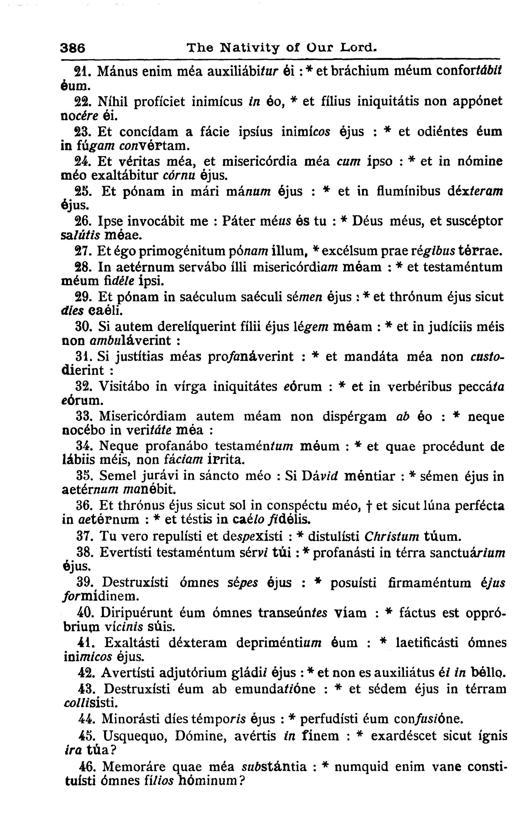 386 The Nativity of Our Lord.
21. Mánus enim méa auxiliábitur éi : * et bráchium méum confortábit
éum.
22. Níhil profíciet inimícus in éo, * et fílius iniquitátis non appónet
nocére éi.
23. Et concídam a fácie ipsíus inimícos éjus : * et odiéntes éum
in fúgam convértam.
24. Et véritas méa, et misericórdia méa cum ípso : * et in nómine
méo exaltábitur córnu éjus.
25. Et pónam in mári mánum éjus : * et in flumínibus déxteram
éjus.
26. Ipse invocábit me : Páter méus és tu : * Déus méus, et suscéptor
salútis méae.
27. Et égo primogénitum pónam illum, * excélsum prae régibus térrae.
28. In aetérnum servábo ílli misericórdiam méam : * et testaméntum
méum fidéle ípsi.
29. Et pónam in saéculum saéculi sémen éjus : * et thrónum éjus sicut
díes caéli.
30. Si autem derelíquerint fílii éjus légem méam : * et in judíciis méis
non ambuláverint :
31. Si justítias méas profanáverint : * et mandáta méa non custo-
díerint :
32. Visitábo in vírga iniquitátes eórum : * et in verbéribus peccáta
eórum.
33. Misericórdiam autem méam non dispérgam ab éo : * neque
nocébo in veritáte méa :
34. Neque profanábo testaméntum méum : * et quae procédunt de
lábiis méis, non fáciam írrita.
35. Semel jurávi in sáncto méo : Si Dávid méntiar : * sémen éjus in
aetérnum manébit.
36. Et thrónus éjus sicut sol in conspéctu méo, † et sicut lúna perfécta
in aetérnum : * et téstis in caélo fidélis.
37. Tu vero repulísti et despexísti : * distulísti Christum túum.
38. Evertísti testaméntum sérvi túi : * profanásti in térra sanctuárium
éjus.
39. Destruxísti ómnes sépes éjus : * posuísti firmaméntum éjus
formídinem.
40. Diripuérunt éum ómnes transeúntes víam : * fáctus est oppró-
brium vicínis súis.
41. Exaltásti déxteram depriméntium éum : * laetificásti ómnes
inimícos éjus.
42. Avertísti adjutórium gládii éjus : * et non es auxiliátus éi in béllo.
43. Destruxísti éum ab emundatióne : * et sédem éjus in térram
collisísti.
44. Minorásti díes témporis éjus : * perfudísti éum confusióne.
45. Usquequo, Dómine, avértis in fínem : * exardéscet sicut ígnis
íra túa?
46. Memoráre quae méa substántia : * numquid enim vane consti-
tuísti ómnes fílios hóminum?